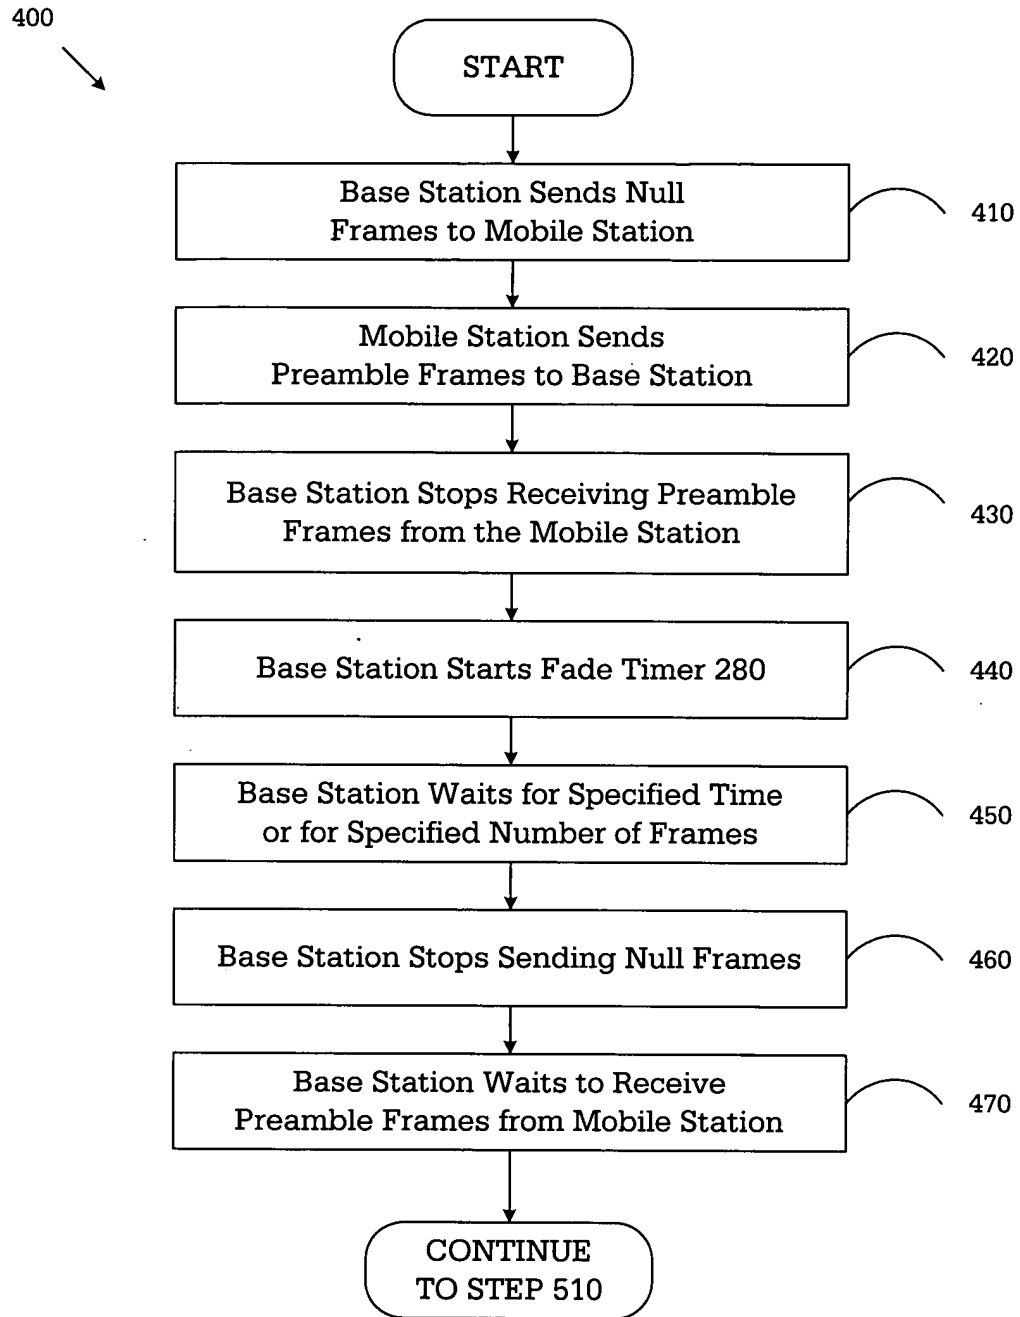 400
START
Base Station Sends Null
Frames to Mobile Station
410
Mobile Station Sends
Preamble Frames to Base Station
420
Base Station Stops Receiving Preamble
Frames from the Mobile Station
430
Base Station Starts Fade Timer 280
440
Base Station Waits for Specified Time
or for Specified Number of Frames
450
Base Station Stops Sending Null Frames
460
Base Station Waits to Receive
Preamble Frames from Mobile Station
470
CONTINUE
TO STEP 510